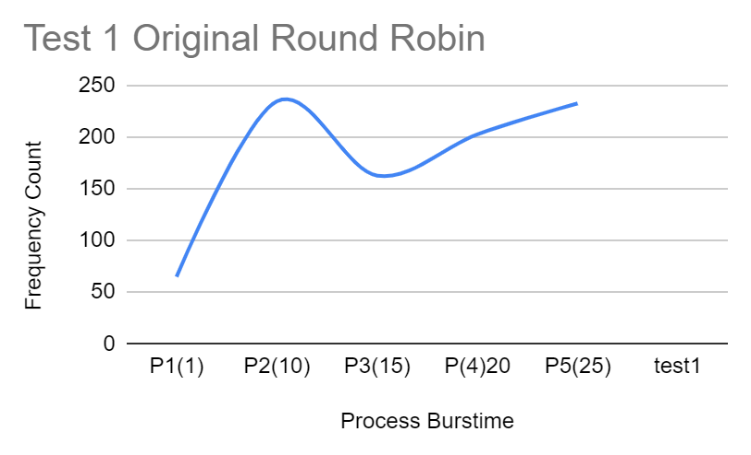 Test 1 Original Round Robin
250
200
150
100
50
0
Frequency Count
P1(1) P2(10) P3(15) P(4)20 P5(25) test1
Process Burstime